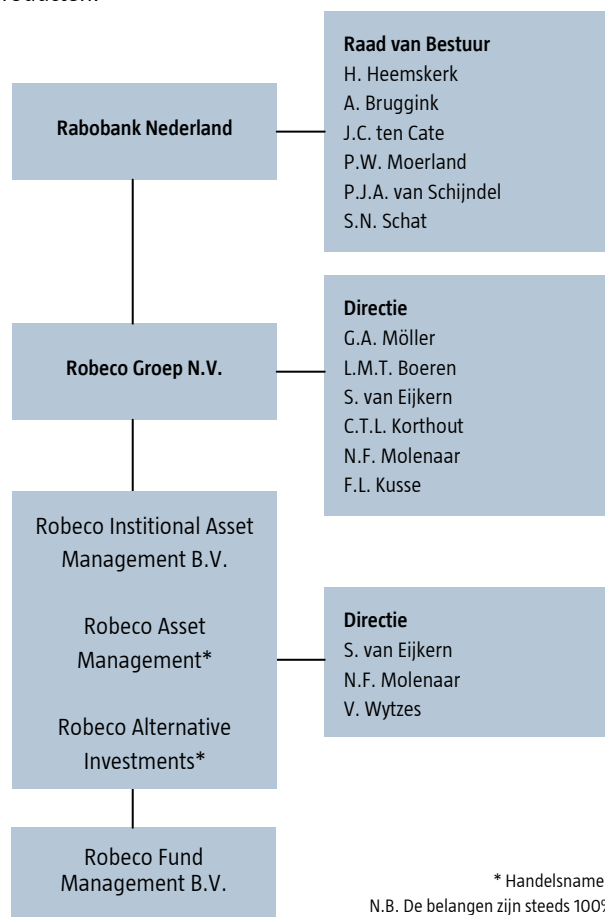 Rabobank Nederland
Raad van Bestuur
H. Heemskerk
A. Bruggink
J.C. ten Cate
P.W. Moerland
P.J.A. van Schijndel
S.N. Schat
Robeco Groep N.V.
Directie
G.A. Möller
L.M.T. Boeren
S. van Eijkern
C.T.L. Korthout
N.F. Molenaar
F.L. Kusse
Robeco Institional Asset
Management B.V.
Robeco Asset
Management*
Robeco Alternative
Investments*
Directie
S. van Eijkern
N.F. Molenaar
V. Wytzes
Robeco Fund
Management B.V.
* Handelsname
N.B. De belangen zijn steeds 100%